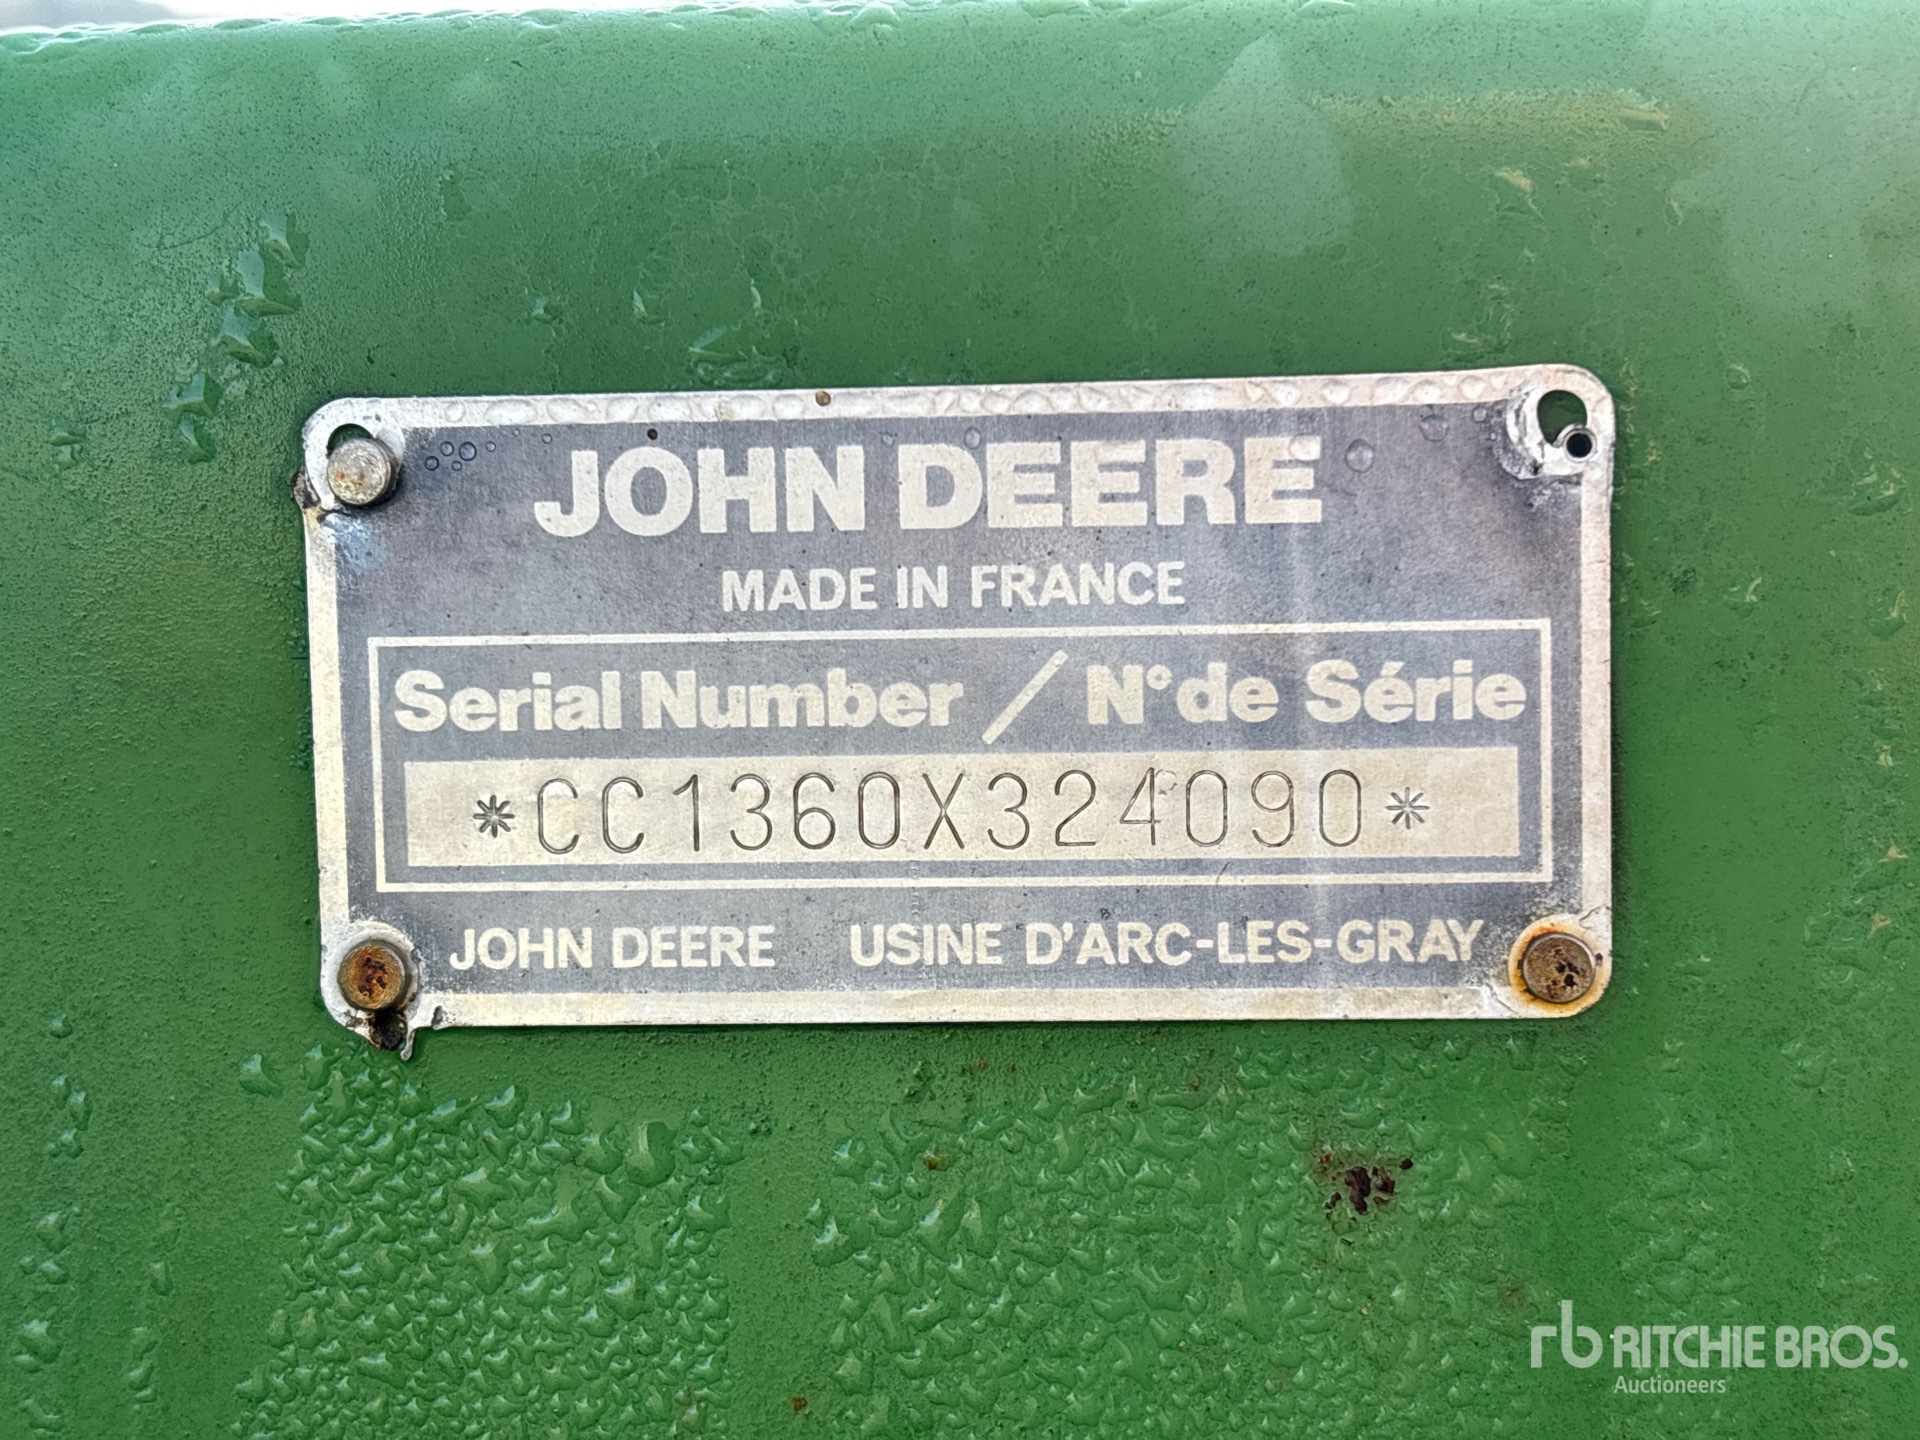 JOHN DEERE
MADE IN FRANCE
Serial Number / N° de Série
*CC1360X324090*
JOHN DEERE USINE D'ARC-LES-GRAY
rb RITCHIE BROS.
Auctioneers